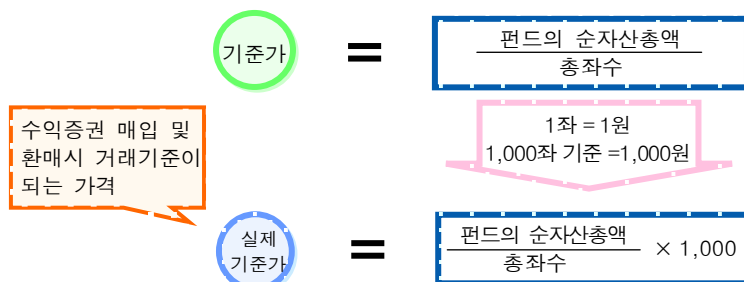 기준가
=
펀드의 순자산총액
총좌수
수익증권 매입 및
환매시 거래기준이
되는 가격
1좌 = 1원
1,000좌 기준 =1,000원
실제
기준가
=
펀드의 순자산총액
총좌수
× 1,000